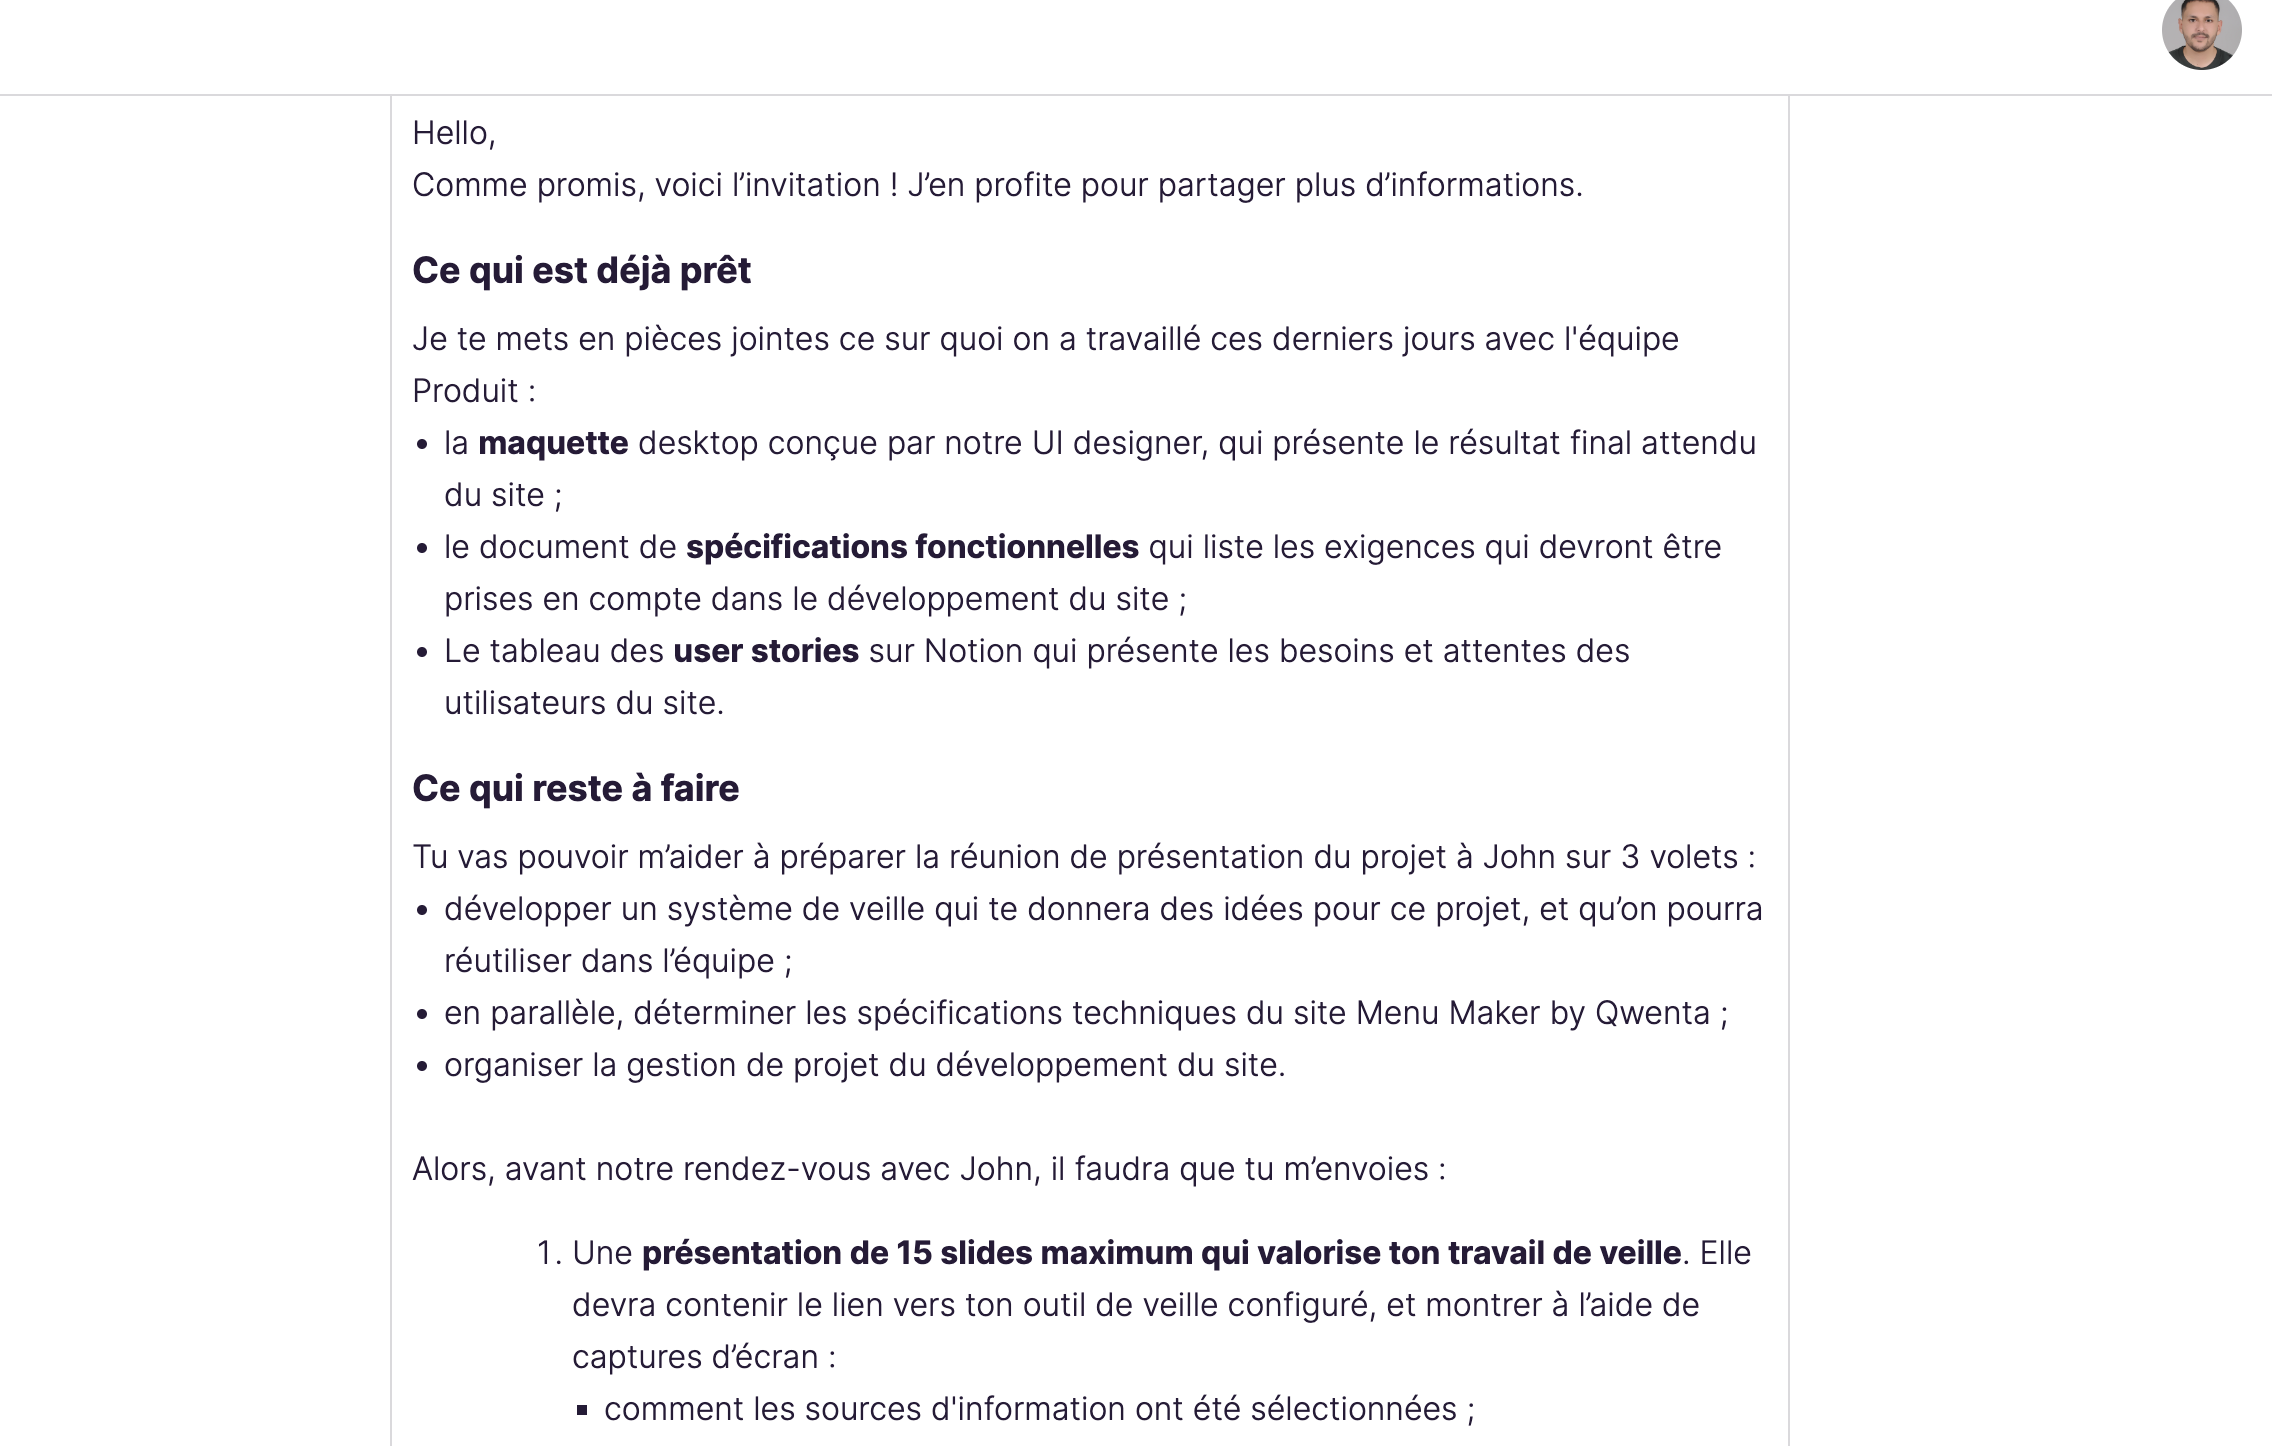 Hello,
Comme promis, voici l’invitation ! J’en profite pour partager plus d’informations.
Ce qui est déjà prêt
Je te mets en pièces jointes ce sur quoi on a travaillé ces derniers jours avec l'équipe
Produit :
• la maquette desktop conçue par notre UI designer, qui présente le résultat final attendu
du site ;
• le document de spécifications fonctionnelles qui liste les exigences qui devront être
prises en compte dans le développement du site ;
• Le tableau des user stories sur Notion qui présente les besoins et attentes des
utilisateurs du site.
Ce qui reste à faire
Tu vas pouvoir m’aider à préparer la réunion de présentation du projet à John sur 3 volets :
• développer un système de veille qui te donnera des idées pour ce projet, et qu’on pourra
réutiliser dans l’équipe ;
• en parallèle, déterminer les spécifications techniques du site Menu Maker by Qwenta ;
• organiser la gestion de projet du développement du site.
Alors, avant notre rendez-vous avec John, il faudra que tu m’envoies :
1. Une présentation de 15 slides maximum qui valorise ton travail de veille. Elle
devra contenir le lien vers ton outil de veille configuré, et montrer à l’aide de
captures d’écran :
▪ comment les sources d'information ont été sélectionnées ;